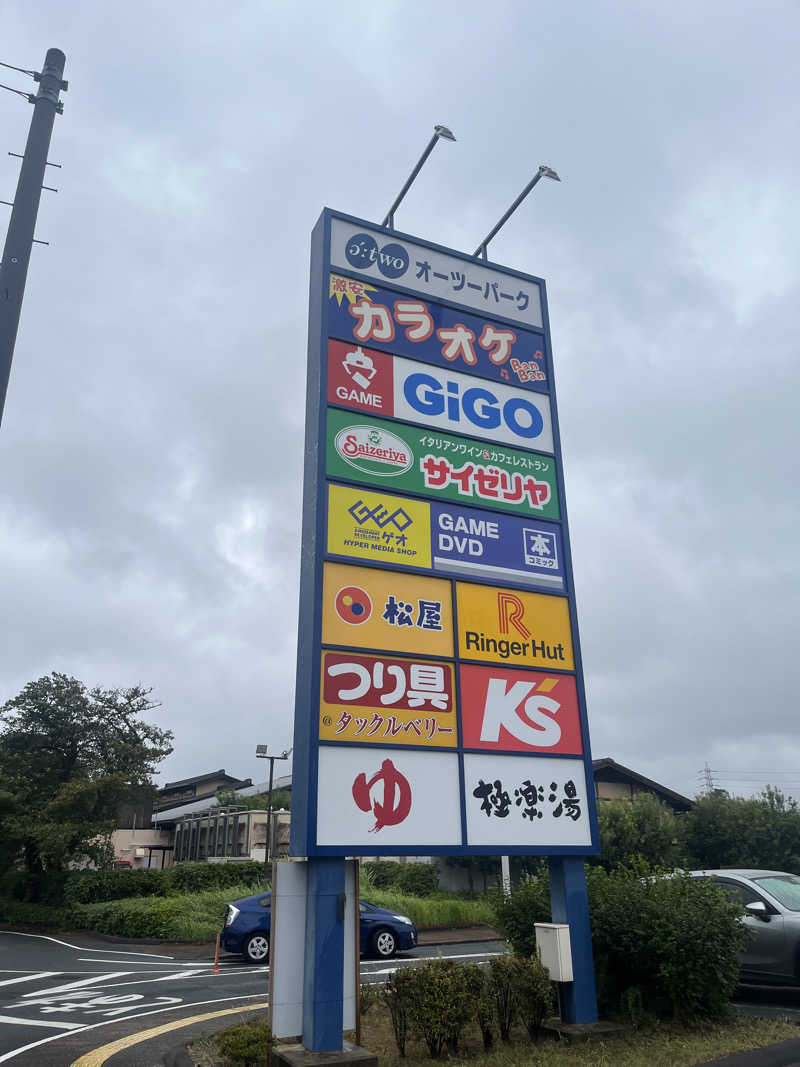 ó:two オーツーパーク
激安
カラオケ
Ban
Ban
GAME
GiGO
Saizeriya
イタリアンワイン&カフェレストラン
サイゼリヤ
GEO
ゲオ
HYPER MEDIA SHOP
GAME
DVD
本
コミック
松屋
R
Ringer Hut
つり具
@タックルベリー
K's
ゆ
極楽湯